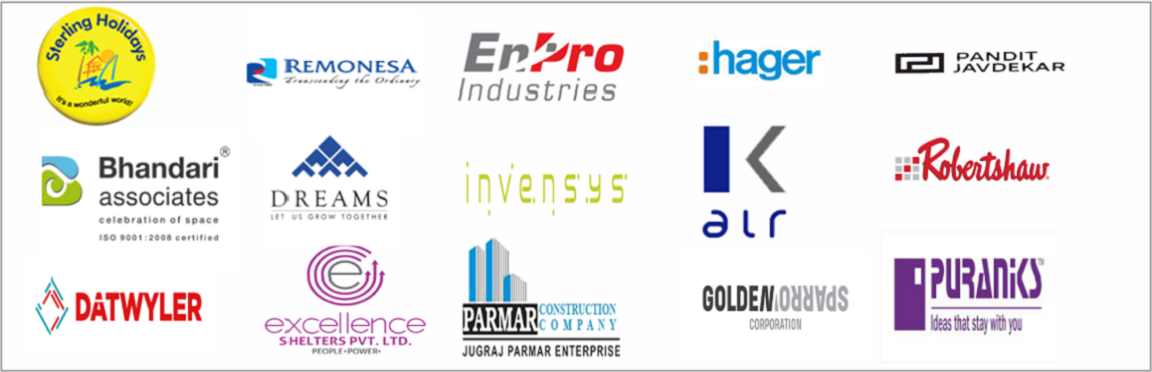 Sterling Holidays
It's a wonderful world!
REMONESA
Transcending the Ordinary
EnPro
Industries
:hager
PANDIT
JAVDEKAR
Bhandari®
associates
celebration of space
ISO 9001:2008 certified
DREAMS
LET US GROW TOGETHER
invensys
K
air
Robertshaw
DÄTWYLER
e
excellence
SHELTERS PVT. LTD.
PEOPLE•POWER•
PARMAR CONSTRUCTION
COMPANY
JUGRAJ PARMAR ENTERPRISE
GOLDEN SPARROW
CORPORATION
PURANIKS™
Ideas that stay with you